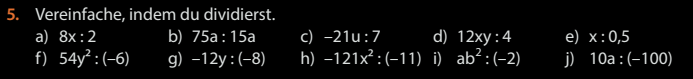 5. Vereinfache, indem du dividierst.
a) 8x : 2 b) 75a : 15a c) –21u : 7 d) 12xy : 4 e) x : 0,5
f) 54y² : (–6) g) –12y : (–8) h) –121x² : (–11) i) ab² : (–2) j) 10a : (–100)